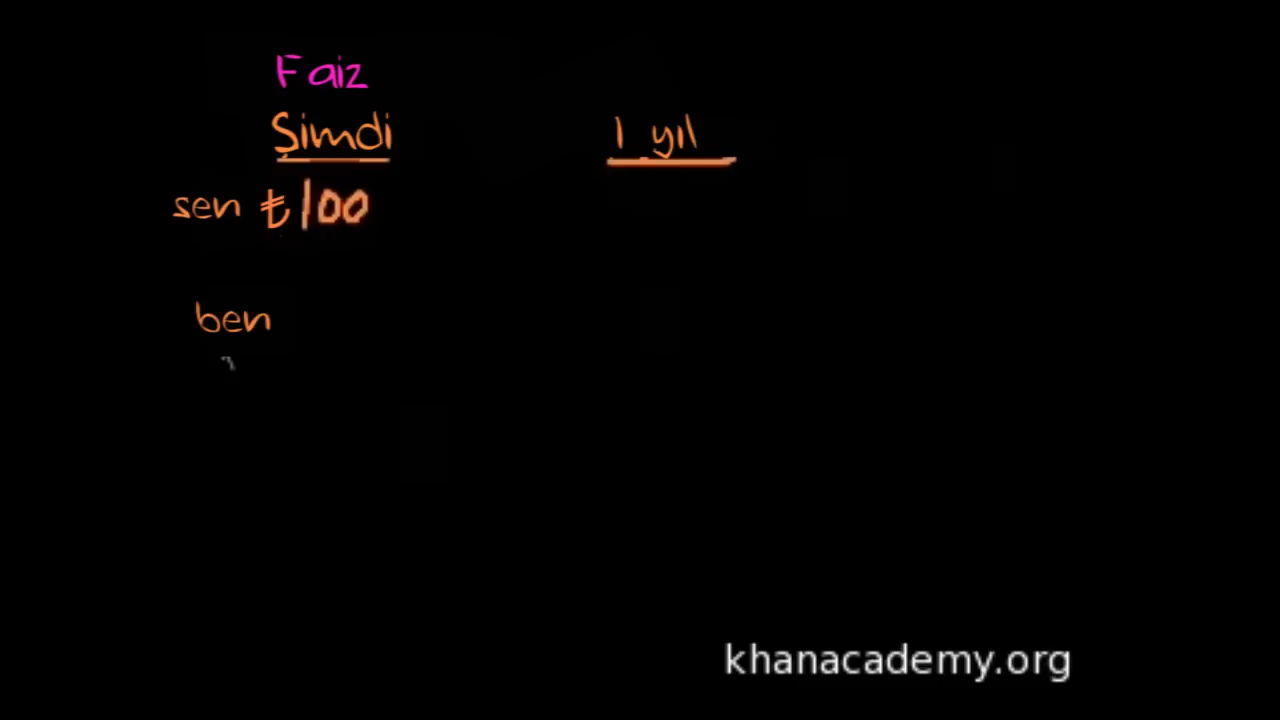 Faiz
Şimdi 1 yıl
sen ₺100
ben
khanacademy.org